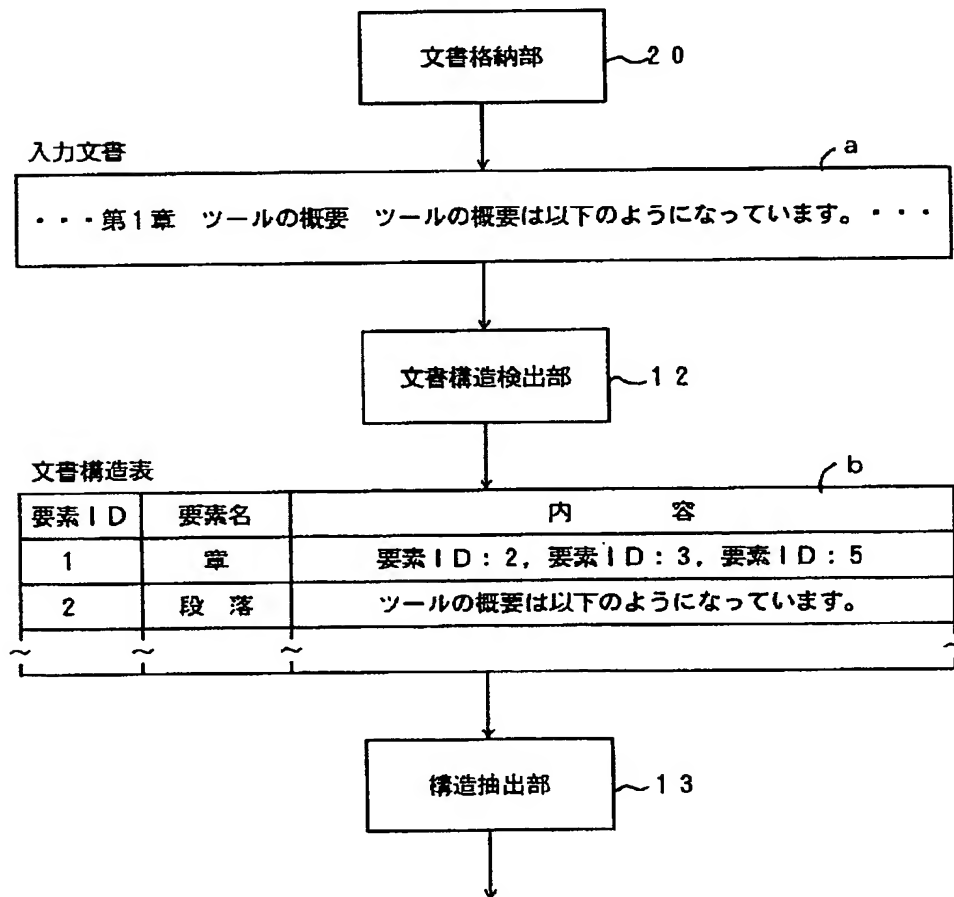 文書格納部 20
入力文書
a
・・・第1章 ツールの概要 ツールの概要は以下のようになっています。・・・
文書構造検出部 12
文書構造表
b
要素ID 要素名 内容
1 章 要素ID:2, 要素ID:3, 要素ID:5
2 段落 ツールの概要は以下のようになっています。
構造抽出部 13